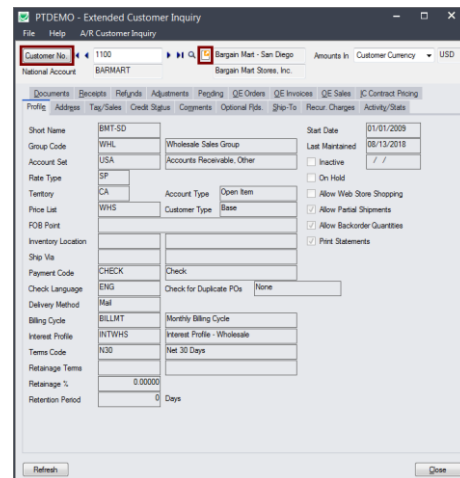 PTDEMO - Extended Customer Inquiry
File Help A/R Customer Inquiry
Customer No. 1100 Bargain Mart - San Diego Amounts In Customer Currency USD
National Account BARMART Bargain Mart Stores, Inc.
Documents Receipts Refunds Adjustments Pending OE Orders OE Invoices OE Sales JC Contract Pricing
Profile Address Tax/Sales Credit Status Comments Optional Flds. Ship-To Recur. Charges Activity/Stats
Short Name BMT-SD Start Date 01/01/2009
Group Code WHL Wholesale Sales Group Last Maintained 08/13/2018
Account Set USA Accounts Receivable, Other Inactive / /
Rate Type SP On Hold
Territory CA Account Type Open Item Allow Web Store Shopping
Price List WHS Customer Type Base Allow Partial Shipments
FOB Point Allow Backorder Quantities
Inventory Location Print Statements
Ship Via
Payment Code CHECK Check
Check Language ENG Check for Duplicate POs None
Delivery Method Mail
Billing Cycle BILLMT Monthly Billing Cycle
Interest Profile INTWHS Interest Profile - Wholesale
Terms Code N30 Net 30 Days
Retainage Terms
Retainage % 0.00000
Retention Period 0 Days
Refresh Close